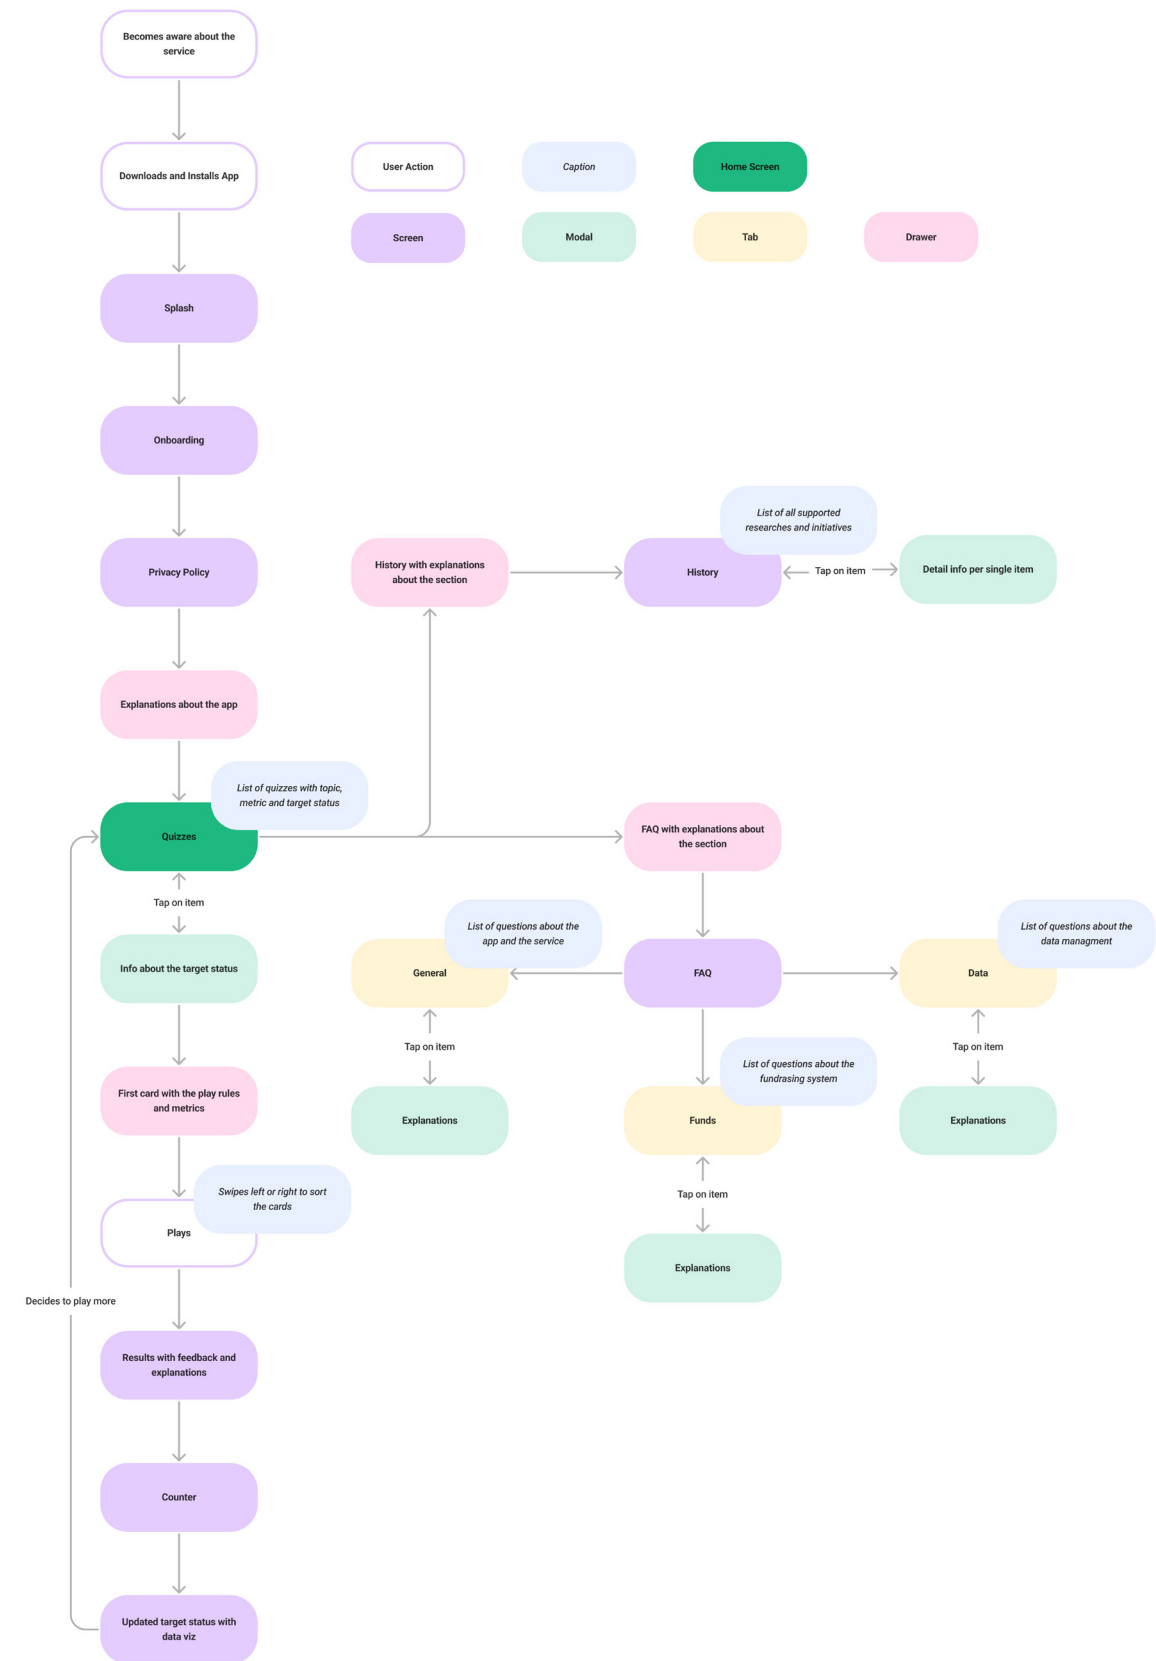 Becomes aware about the
service
Downloads and Installs App
User Action
Caption
Home Screen
Screen
Modal
Tab
Drawer
Splash
Onboarding
List of all supported
researches and initiatives
Privacy Policy
History with explanations
about the section
History
Tap on item
Detail info per single item
Explanations about the app
List of quizzes with topic,
metric and target status
Quizzes
FAQ with explanations about
the section
Tap on item
List of questions about the
app and the service
List of questions about the
data managment
Info about the target status
General
FAQ
Data
Tap on item
Tap on item
List of questions about the
fundrasing system
First card with the play rules
and metrics
Explanations
Funds
Explanations
Swipes left or right to sort
the cards
Tap on item
Plays
Explanations
Decides to play more
Results with feedback and
explanations
Counter
Updated target status with
data viz